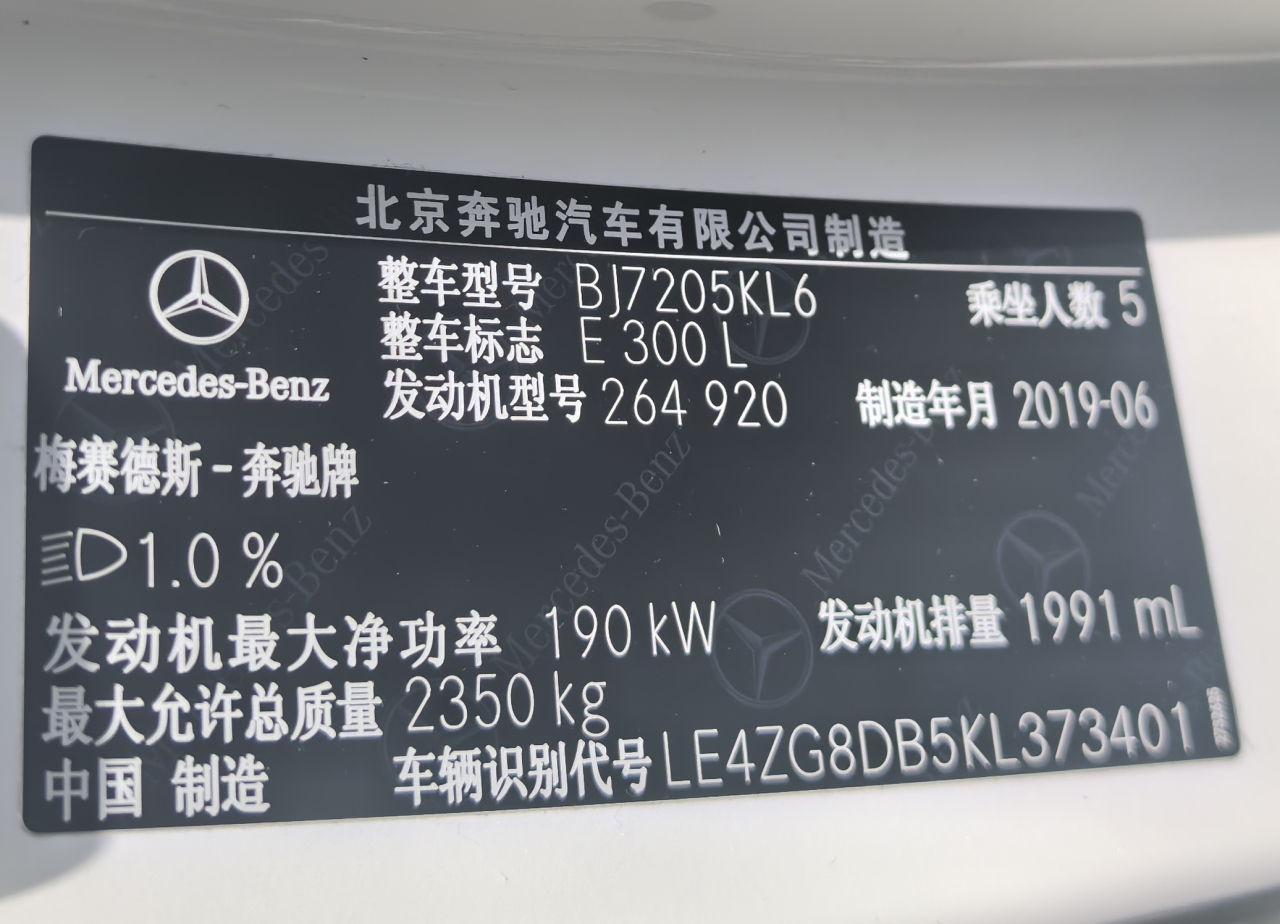 北京奔驰汽车有限公司制造
整车型号 BJ7205KL6 乘坐人数 5
整车标志 E 300 L
Mercedes-Benz
发动机型号 264 920 制造年月 2019-06
梅赛德斯-奔驰牌
1.0 %
发动机最大净功率 190 kW 发动机排量 1991 mL
最大允许总质量 2350 kg
中国 制造 车辆识别代号 LE4ZG8DB5KL373401